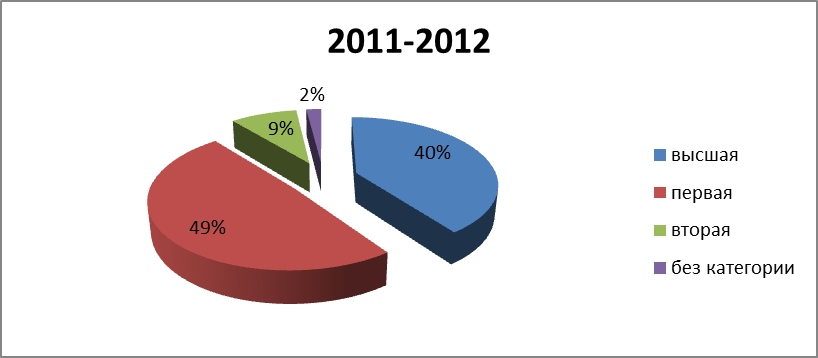 2011-2012
2%
9%
40%
49%
высшая
первая
вторая
без категории